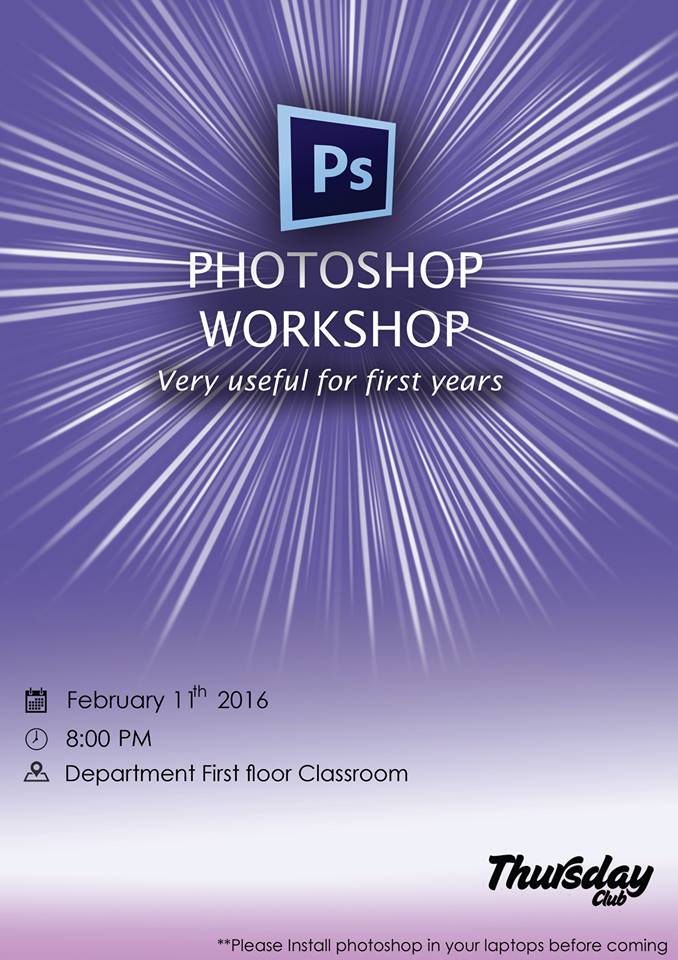 Ps
PHOTOSHOP
WORKSHOP
Very useful for first years
February 11th 2016
8:00 PM
Department First floor Classroom
Thursday
Club
**Please Install photoshop in your laptops before coming